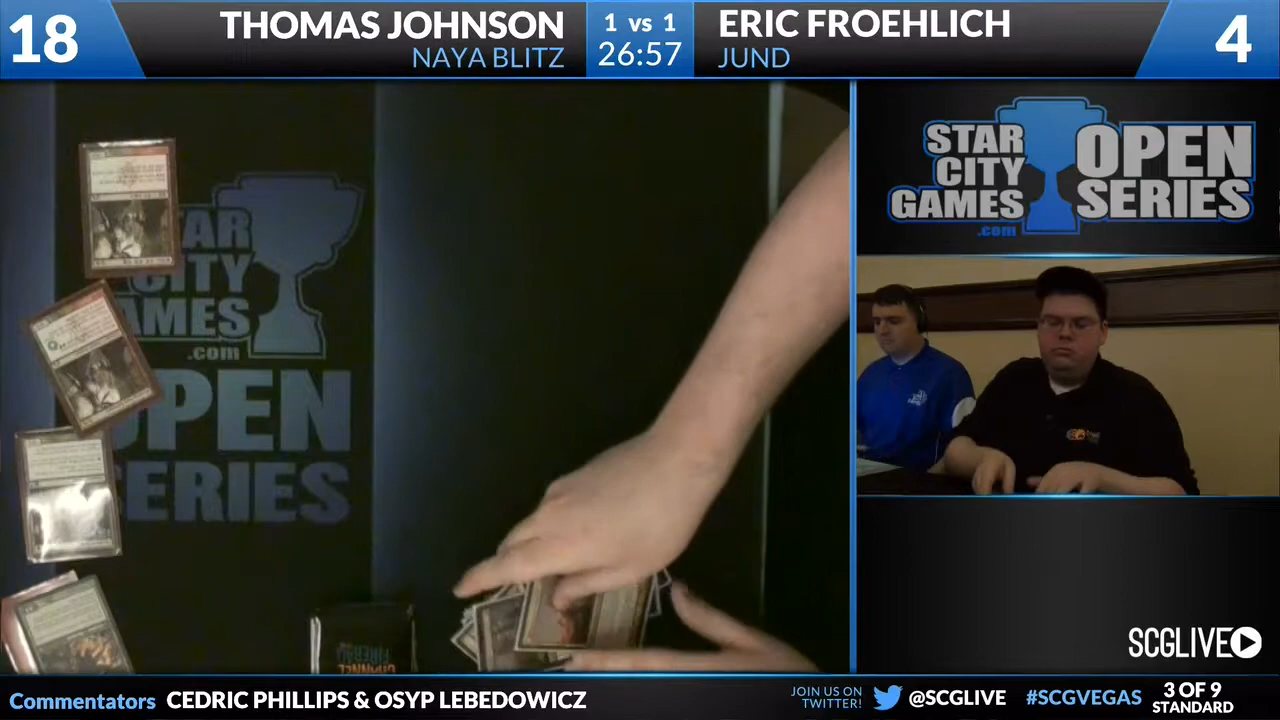 18
THOMAS JOHNSON
NAYA BLITZ
1 vs 1
26:57
ERIC FROEHLICH
JUND
4
STAR
CITY
GAMES
.com
OPEN
SERIES
STAR
CITY
GAMES
.com
OPEN
SERIES
CHANNEL
FIREBALL
SCGLIVE
Commentators CEDRIC PHILLIPS & OSYP LEBEDOWICZ
JOIN US ON
TWITTER!
@SCGLIVE
#SCGVEGAS
3 OF 9
STANDARD